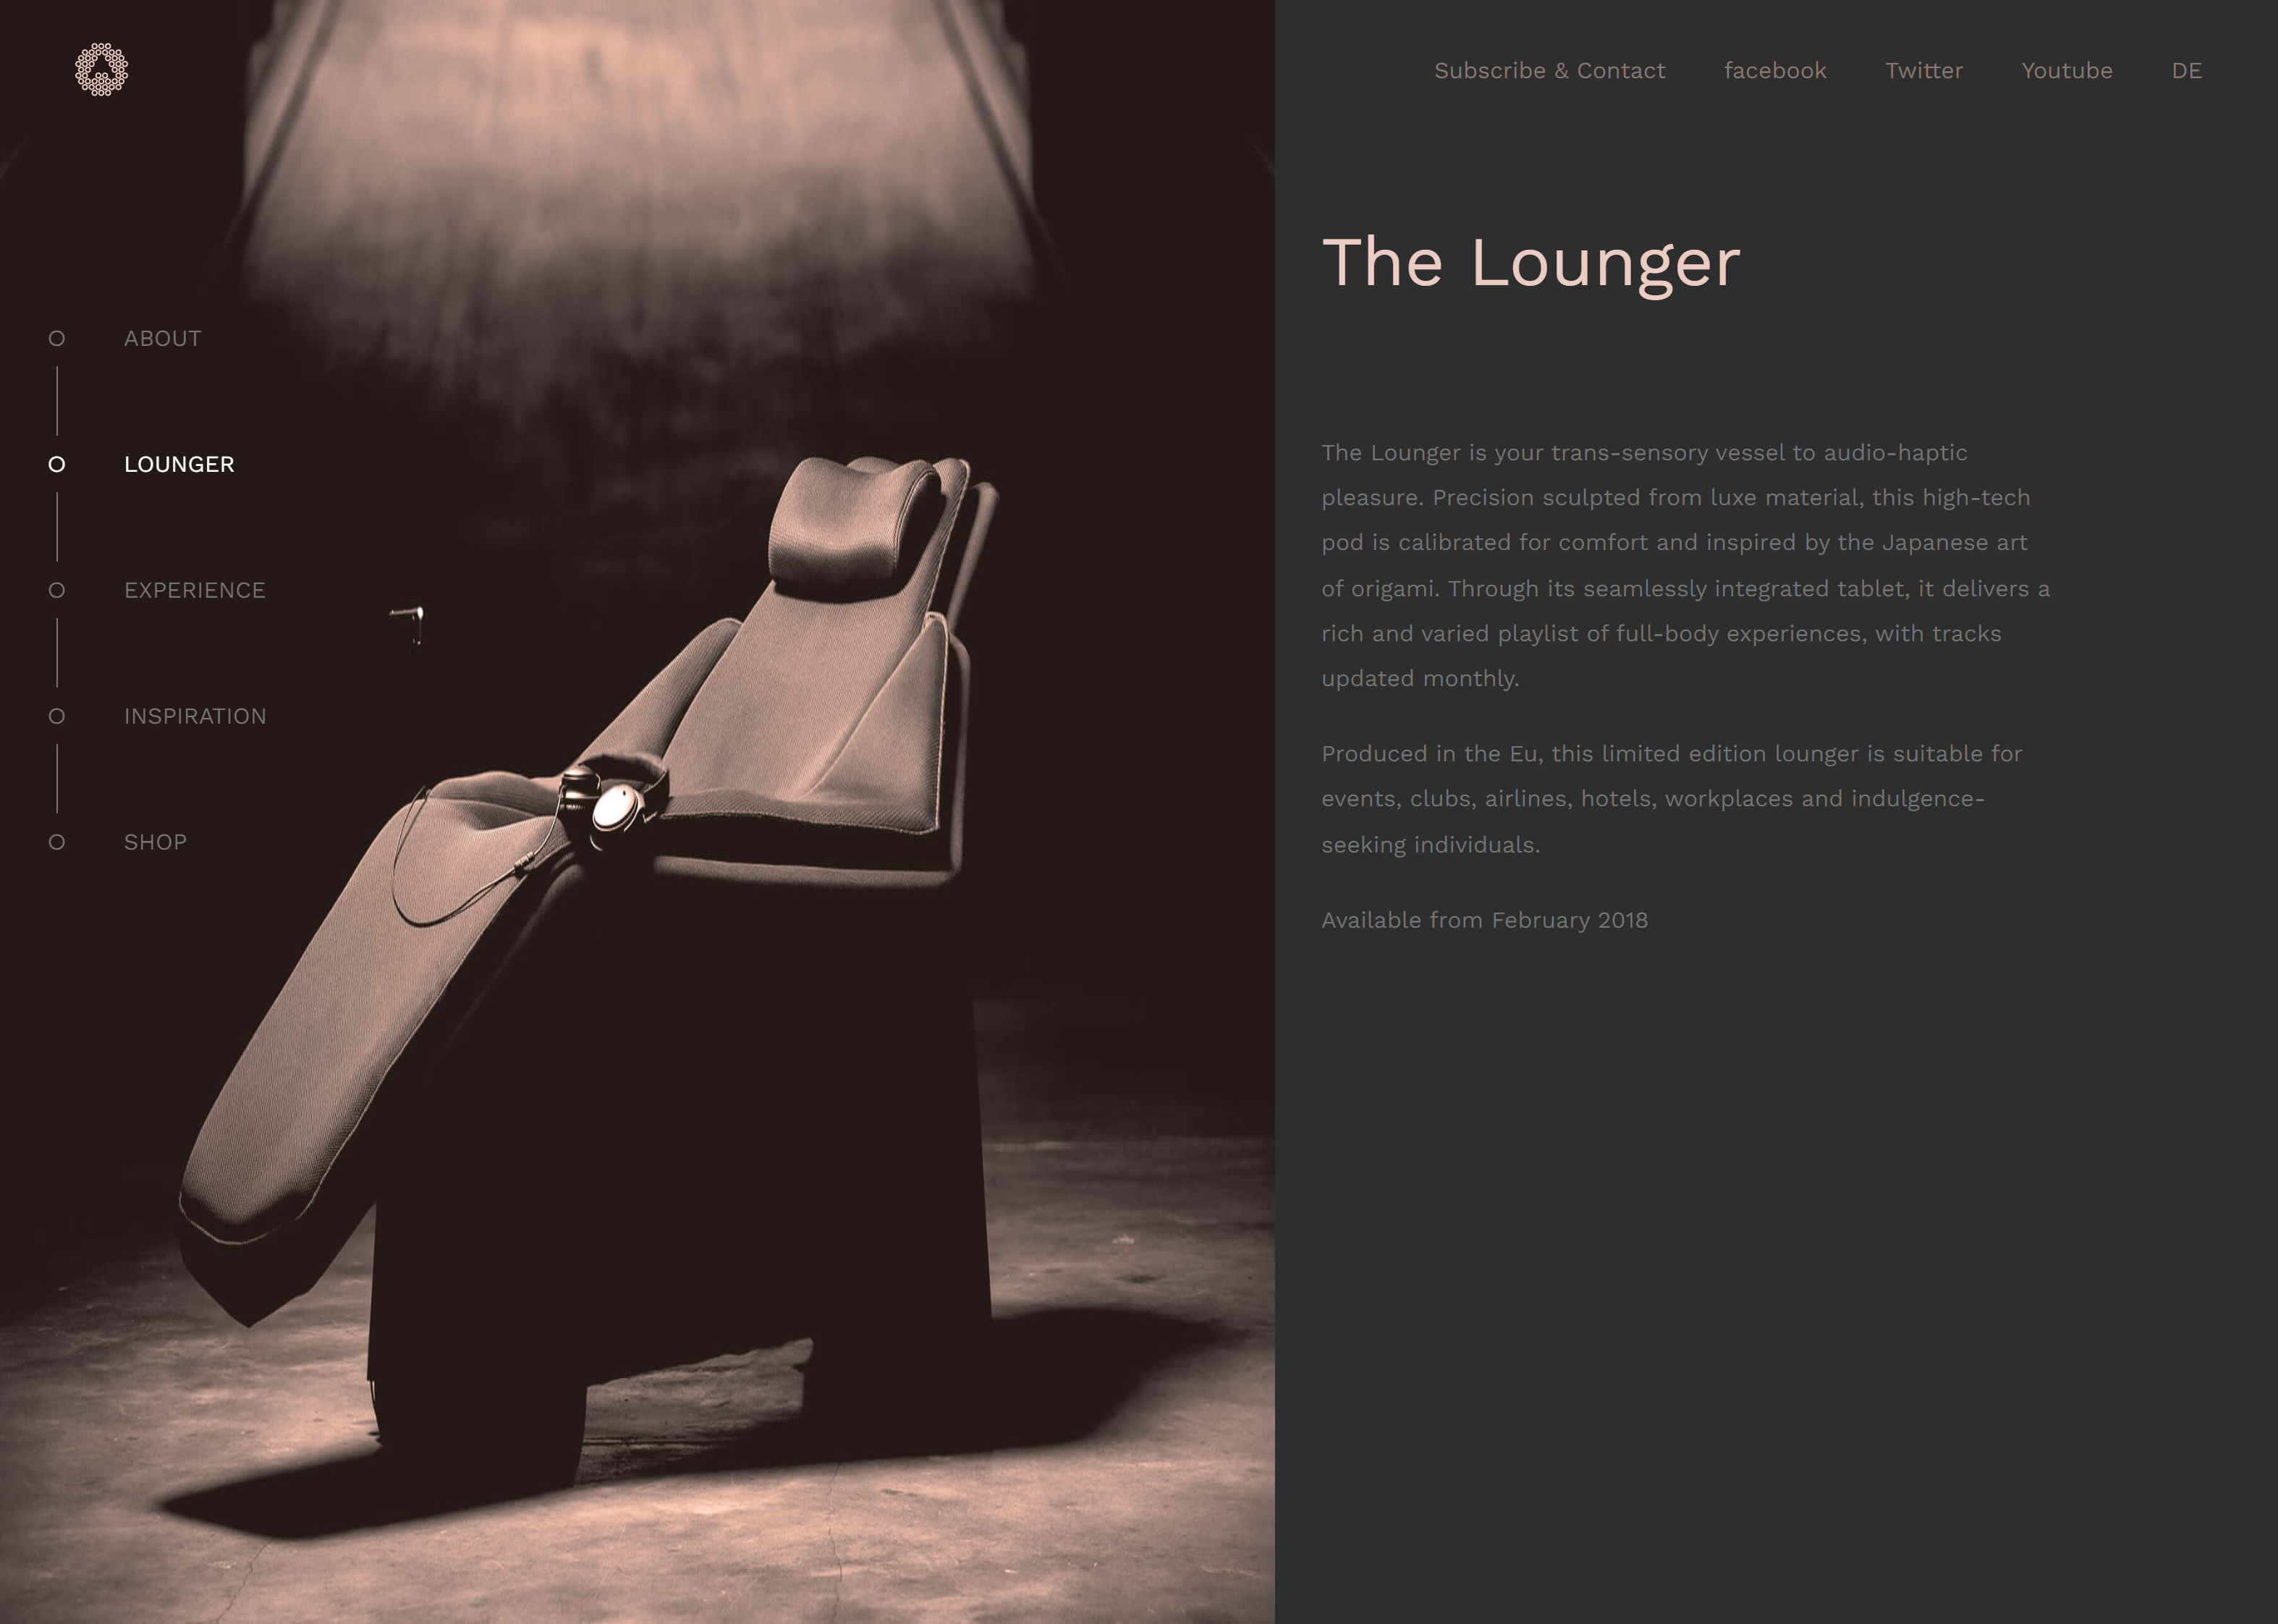 Subscribe & Contact
facebook
Twitter
Youtube
DE
ABOUT
LOUNGER
EXPERIENCE
INSPIRATION
SHOP
The Lounger
The Lounger is your trans-sensory vessel to audio-haptic
pleasure. Precision sculpted from luxe material, this high-tech
pod is calibrated for comfort and inspired by the Japanese art
of origami. Through its seamlessly integrated tablet, it delivers a
rich and varied playlist of full-body experiences, with tracks
updated monthly.
Produced in the Eu, this limited edition lounger is suitable for
events, clubs, airlines, hotels, workplaces and indulgence-
seeking individuals.
Available from February 2018